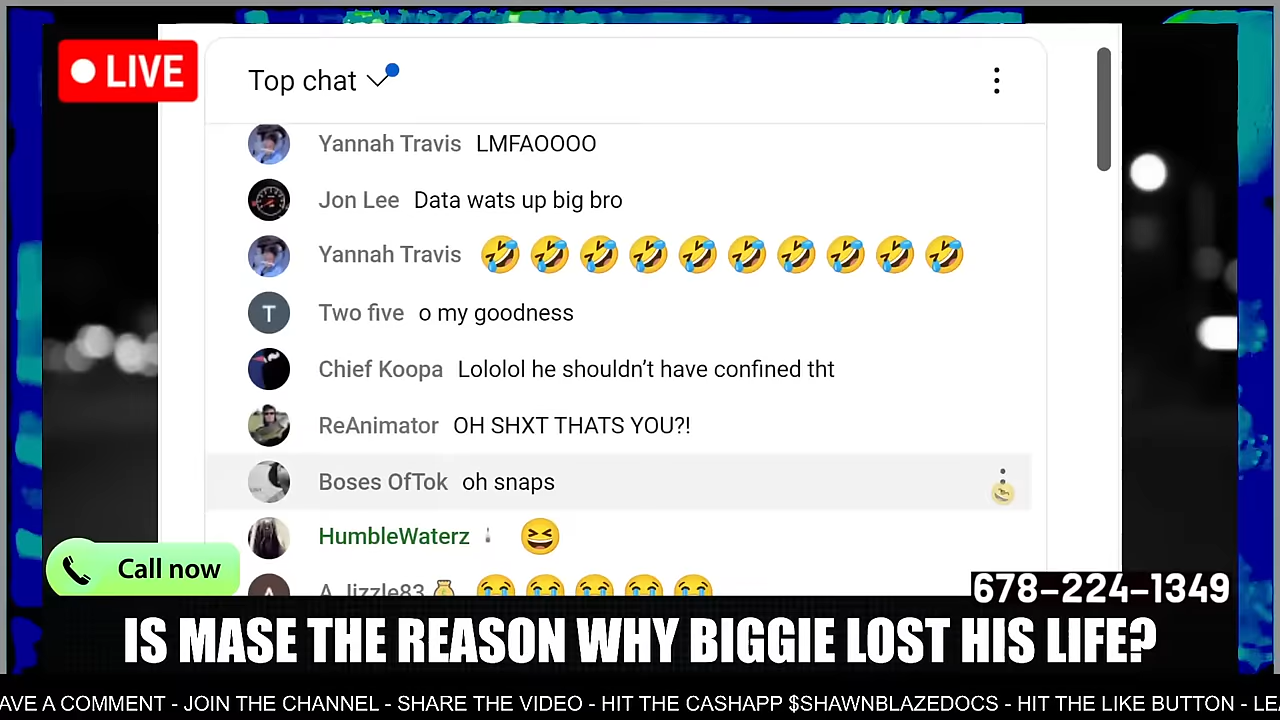 LIVE
Top chat
Yannah Travis LMFAOOOO
Jon Lee Data wats up big bro
Yannah Travis 🤣🤣🤣🤣🤣🤣🤣🤣🤣🤣
T Two five o my goodness
Chief Koopa Lololol he shouldn't have confined tht
ReAnimator OH SHXT THATS YOU?!
Boses OfTok oh snaps
HumbleWaterz 😆
A Jizzle83💰 😭😭😭😭😭
Call now
678-224-1349
IS MASE THE REASON WHY BIGGIE LOST HIS LIFE?
AVE A COMMENT - JOIN THE CHANNEL - SHARE THE VIDEO - HIT THE CASHAPP $SHAWNBLAZEDOCS - HIT THE LIKE BUTTON - LEA